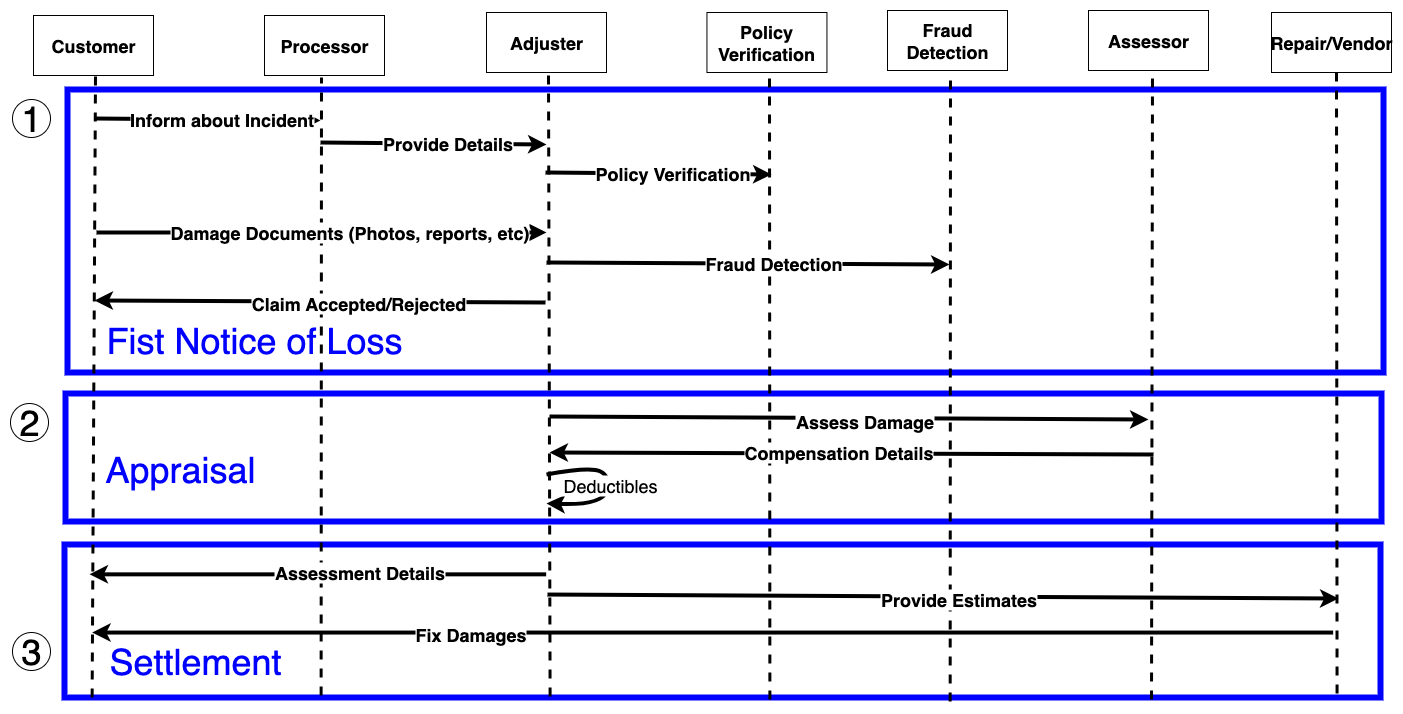 Customer
Processor
Adjuster
Policy
Verification
Fraud
Detection
Assessor
Repair/Vendor
1
Inform about Incident
Provide Details
Policy Verification
Damage Documents (Photos, reports, etc)
Fraud Detection
Claim Accepted/Rejected
Fist Notice of Loss
2
Assess Damage
Compensation Details
Appraisal
Deductibles
Assessment Details
Provide Estimates
Fix Damages
3
Settlement